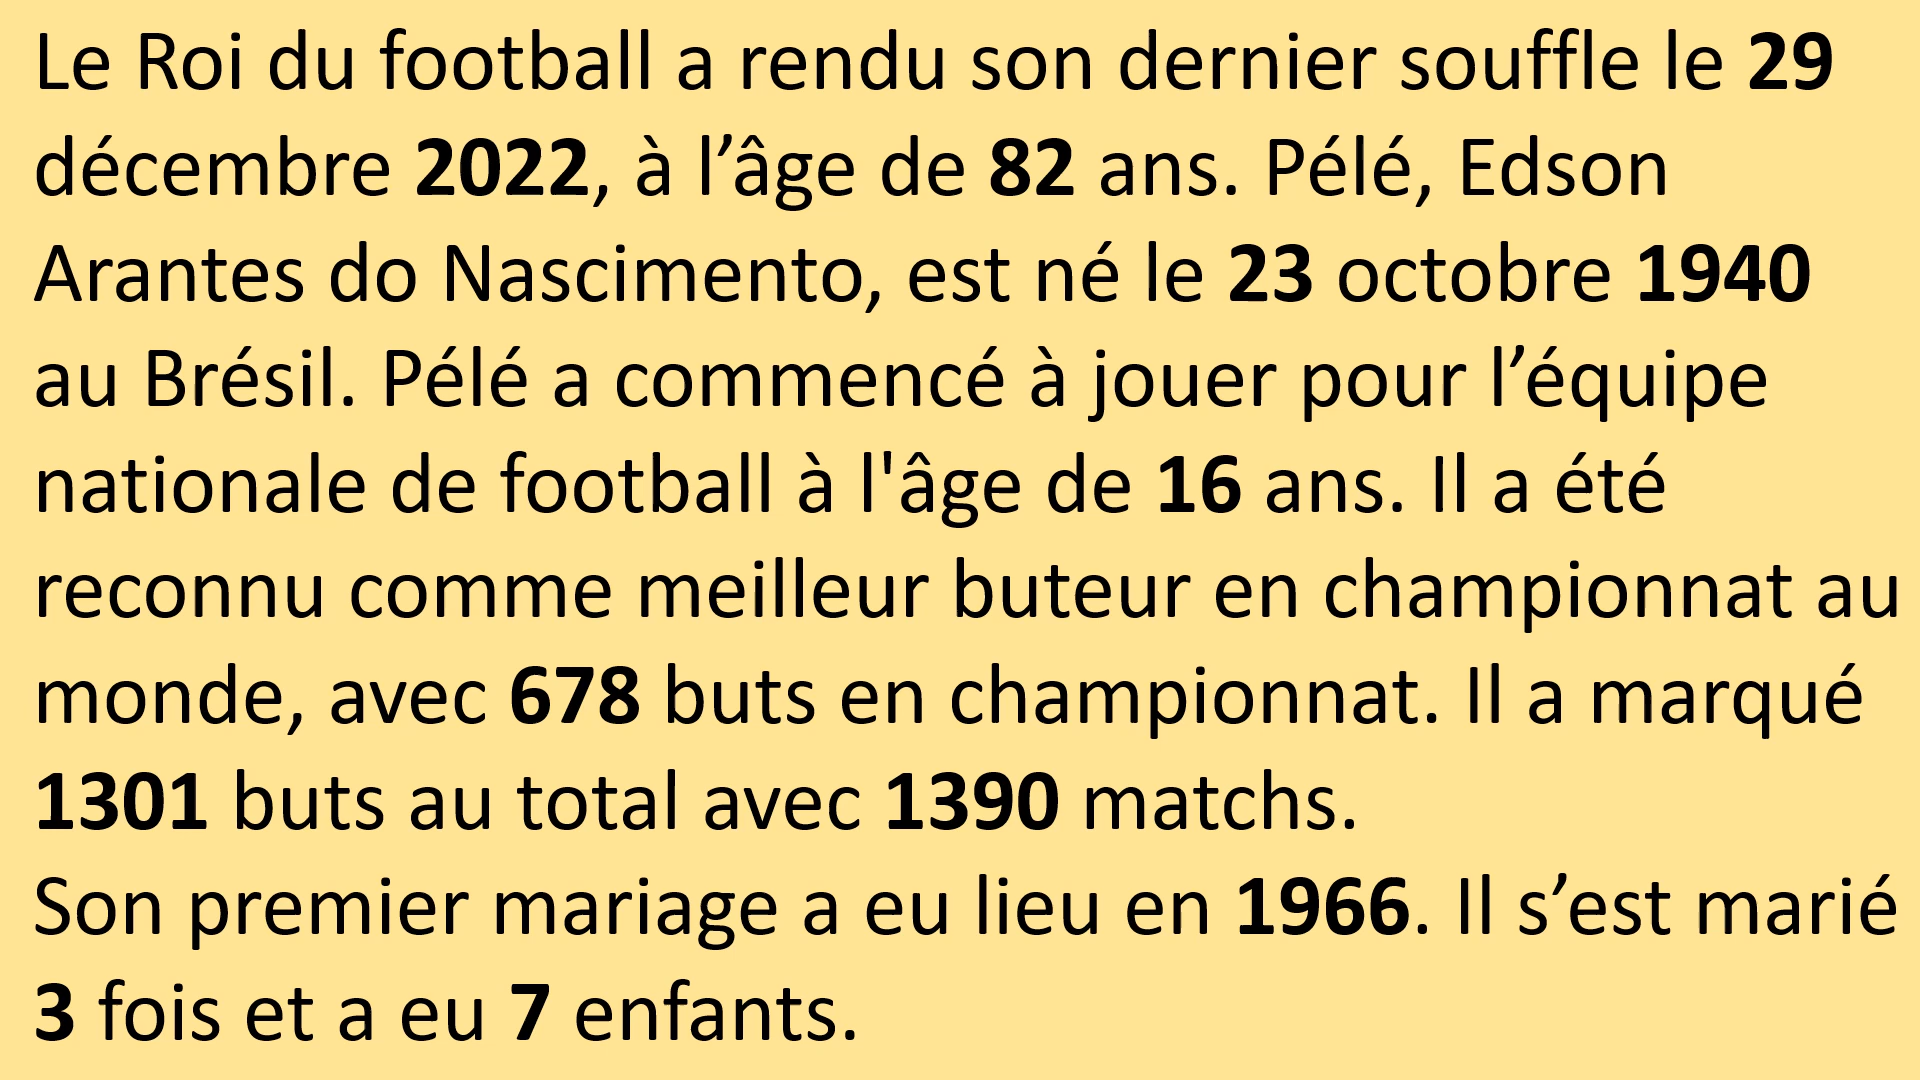 Le Roi du football a rendu son dernier souffle le 29
décembre 2022, à l’âge de 82 ans. Pélé, Edson
Arantes do Nascimento, est né le 23 octobre 1940
au Brésil. Pélé a commencé à jouer pour l’équipe
nationale de football à l'âge de 16 ans. Il a été
reconnu comme meilleur buteur en championnat au
monde, avec 678 buts en championnat. Il a marqué
1301 buts au total avec 1390 matchs.
Son premier mariage a eu lieu en 1966. Il s’est marié
3 fois et a eu 7 enfants.